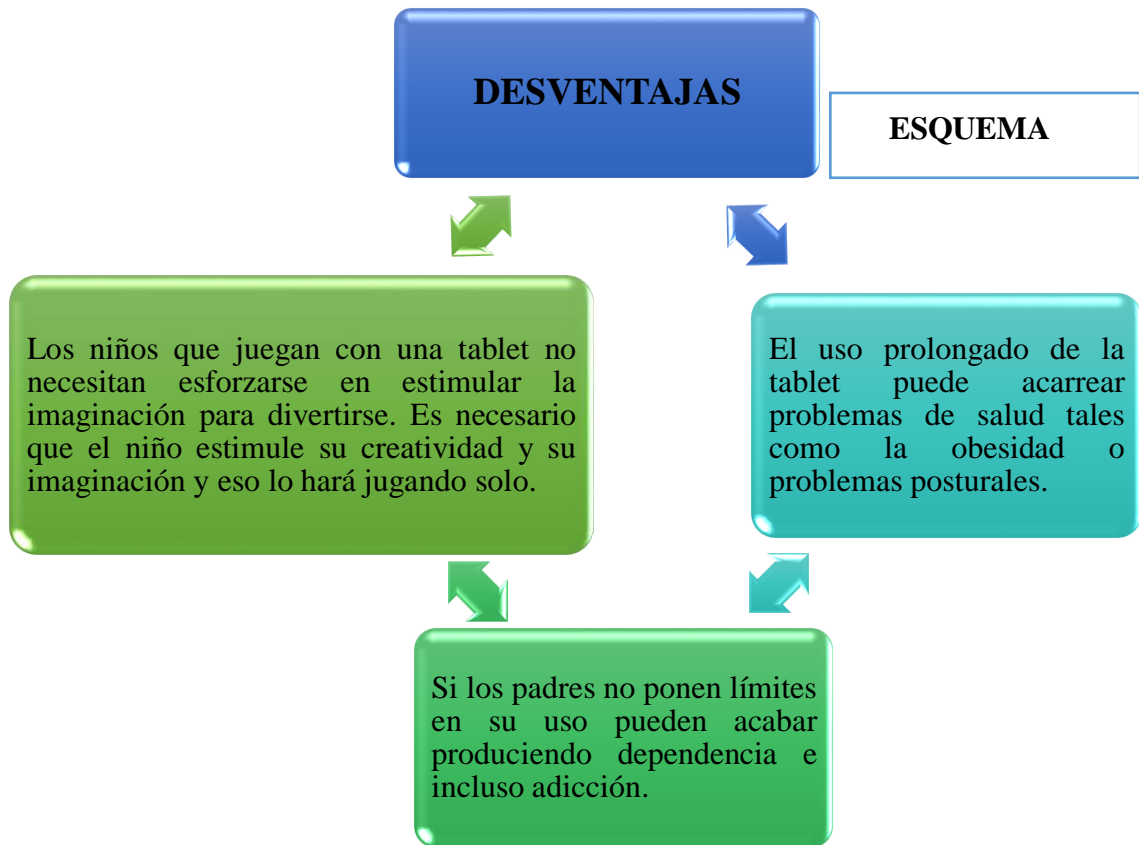 DESVENTAJAS
ESQUEMA
Los niños que juegan con una tablet no
necesitan esforzarse en estimular la
imaginación para divertirse. Es necesario
que el niño estimule su creatividad y su
imaginación y eso lo hará jugando solo.
El uso prolongado de la
tablet puede acarrear
problemas de salud tales
como la obesidad o
problemas posturales.
Si los padres no ponen límites
en su uso pueden acabar
produciendo dependencia e
incluso adicción.